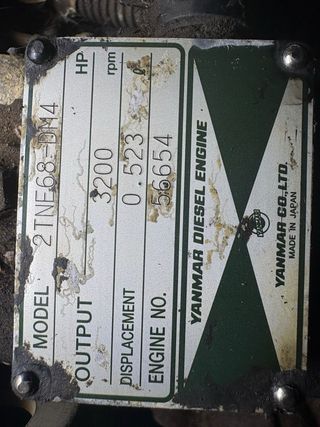 MODEL 2TNE68-DM4
OUTPUT HP
3200 rpm
DISPLACEMENT 0.523 ℓ
ENGINE NO. 56654
YANMAR DIESEL ENGINE
YANMAR CO.,LTD.
MADE IN JAPAN